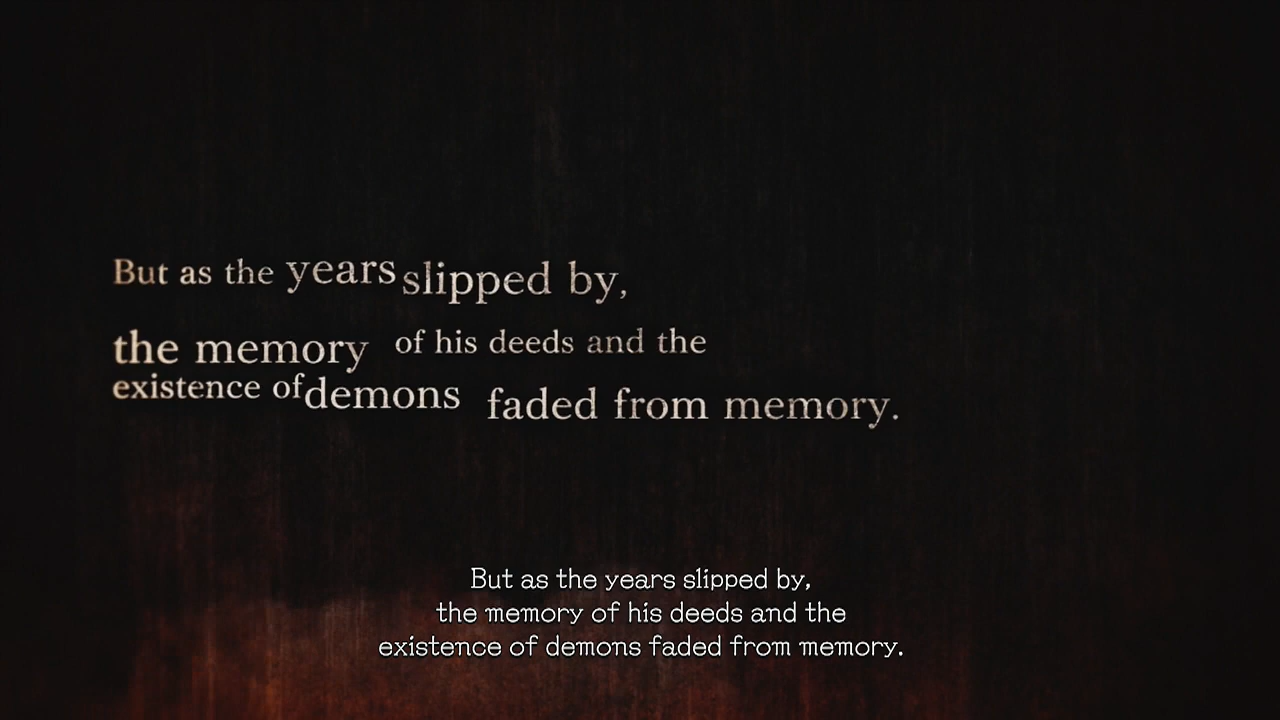 But as the years slipped by,
the memory of his deeds and the
existence of demons faded from memory.
But as the years slipped by,
the memory of his deeds and the
existence of demons faded from memory.